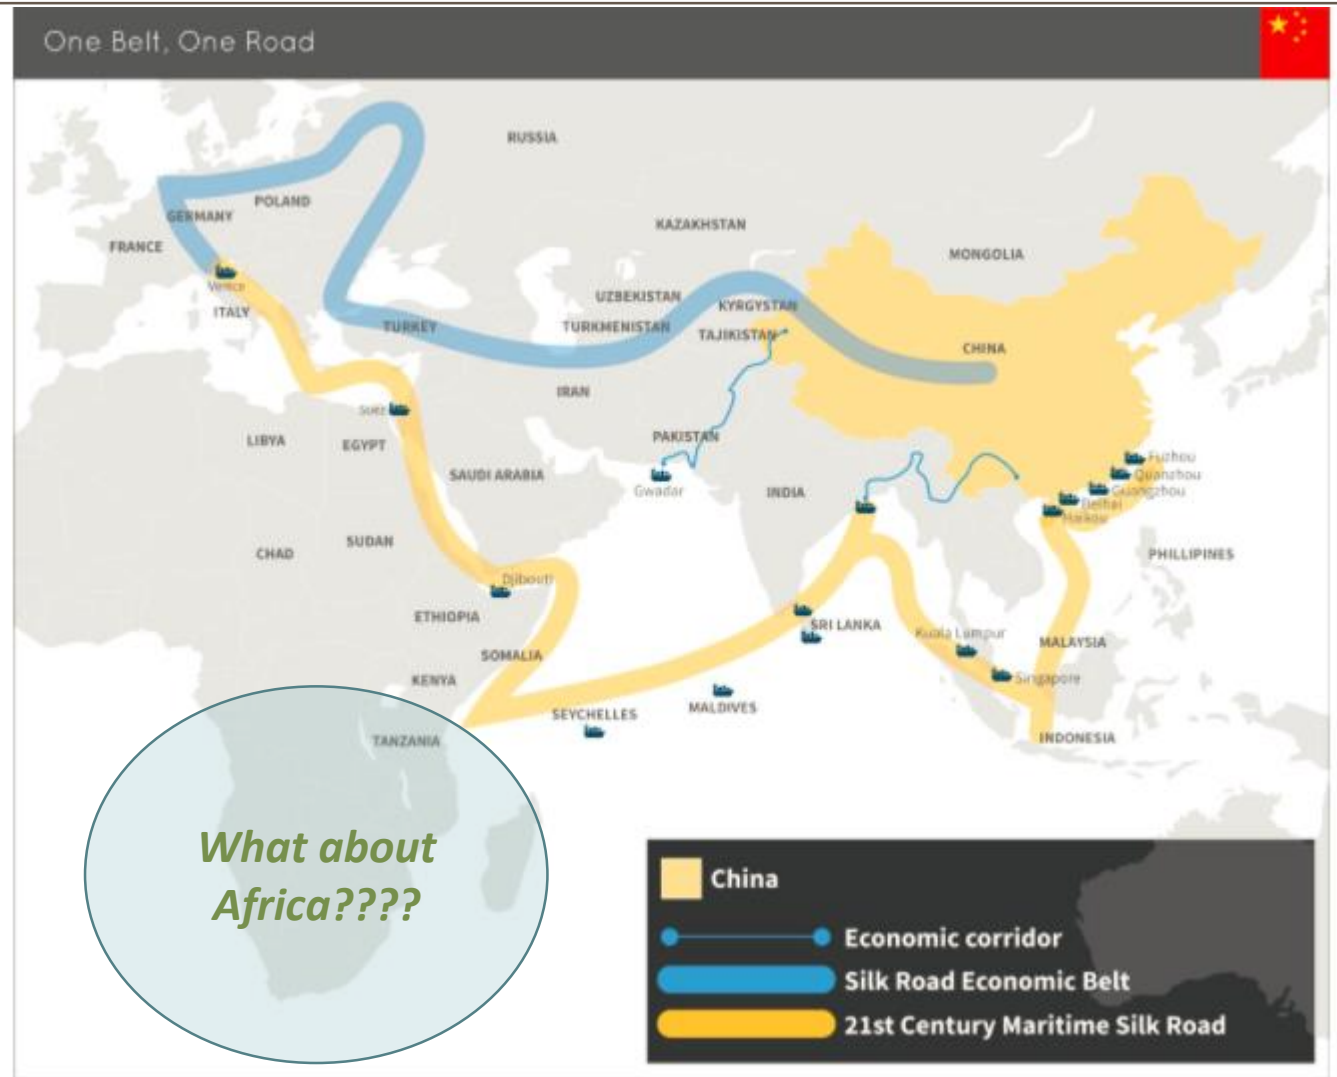 One Belt, One Road
RUSSIA
POLAND
GERMANY
FRANCE
KAZAKHSTAN
MONGOLIA
Venice
ITALY
UZBEKISTAN
KYRGYSTAN
TURKEY
TURKMENISTAN
TAJIKISTAN
CHINA
IRAN
Suez
LIBYA
EGYPT
PAKISTAN
SAUDI ARABIA
Gwadar
INDIA
Fuzhou
Quanzhou
Guangzhou
Beihai
Haikou
CHAD
SUDAN
PHILLIPINES
Djibouti
ETHIOPIA
SRI LANKA
Kuala Lumpur
MALAYSIA
SOMALIA
KENYA
Singapore
SEYCHELLES
MALDIVES
TANZANIA
INDONESIA
What about
Africa????
China
Economic corridor
Silk Road Economic Belt
21st Century Maritime Silk Road